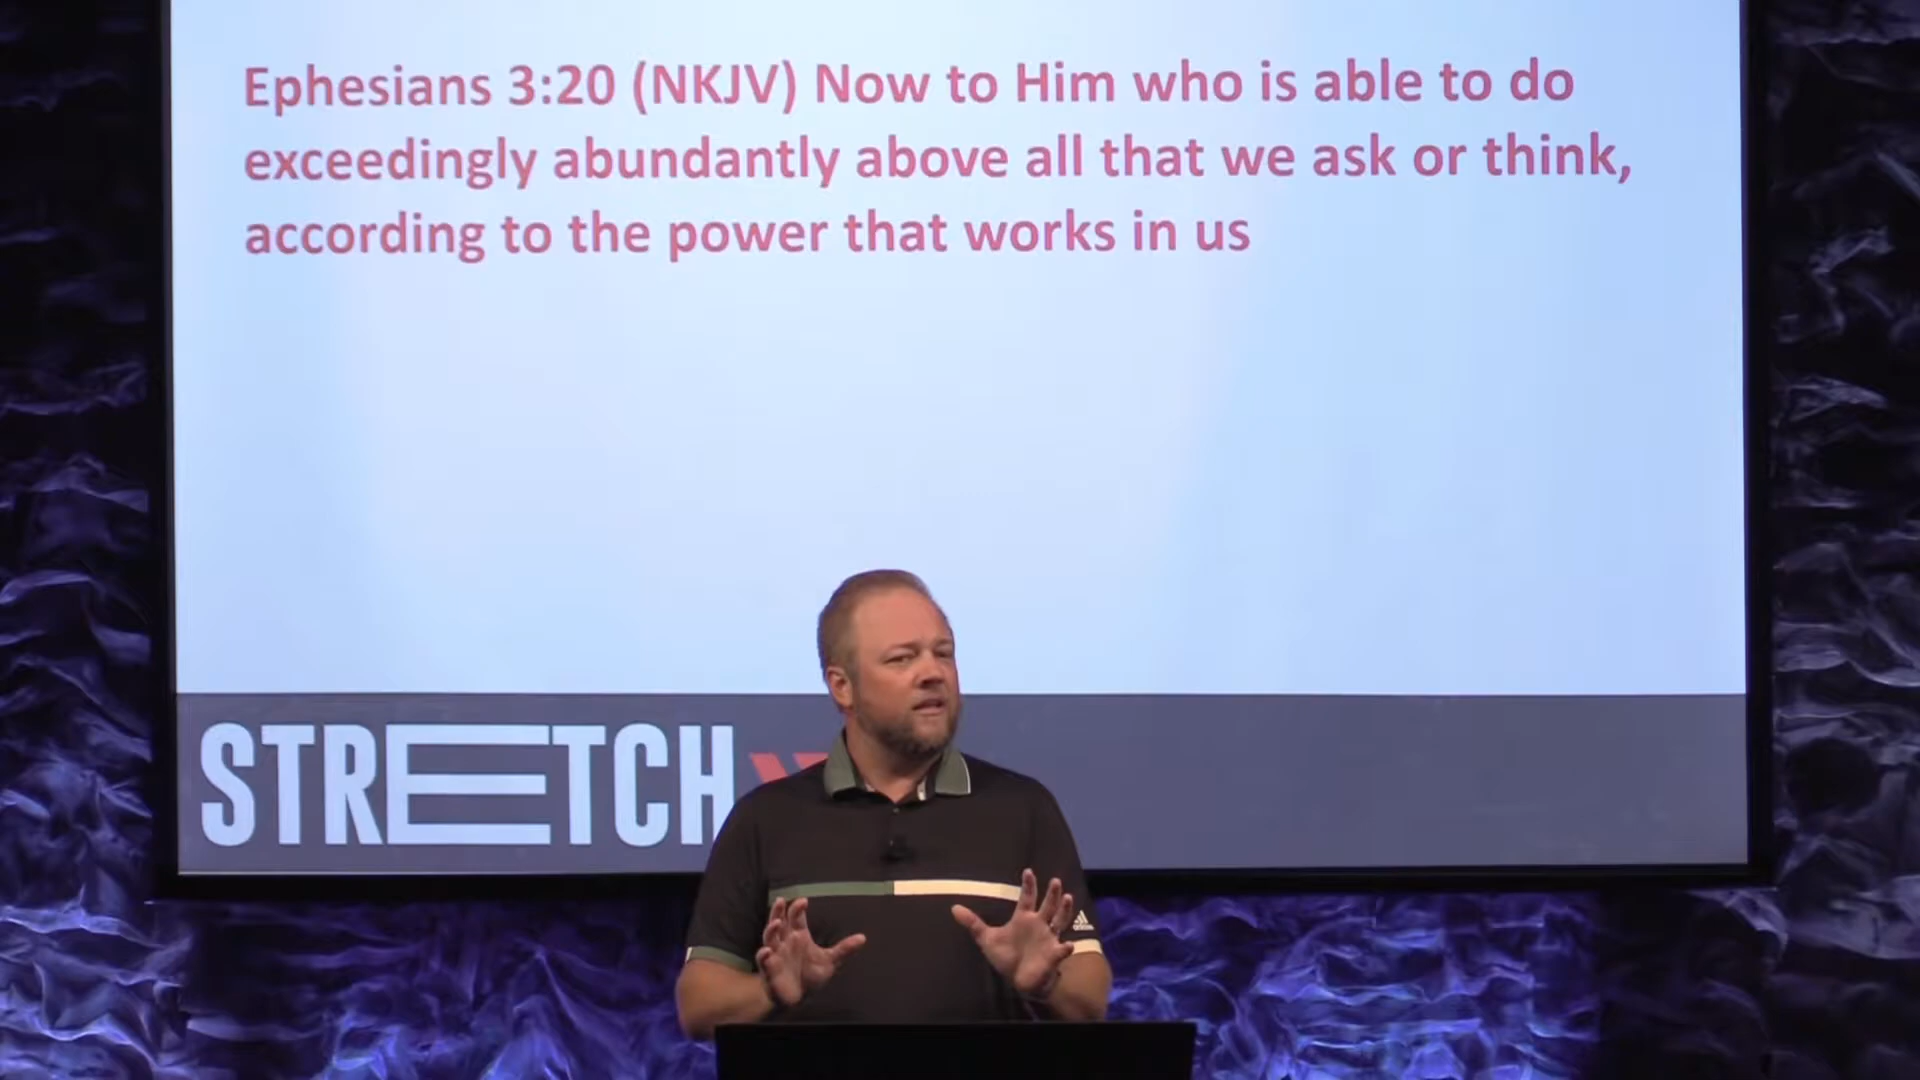 Ephesians 3:20 (NKJV) Now to Him who is able to do
exceedingly abundantly above all that we ask or think,
according to the power that works in us
STRETCH
adidas